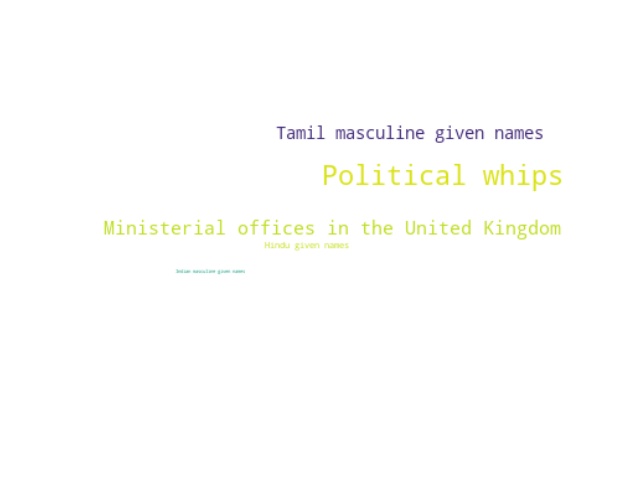 Tamil masculine given names
Political whips
Ministerial offices in the United Kingdom
Hindu given names
Indian masculine given names